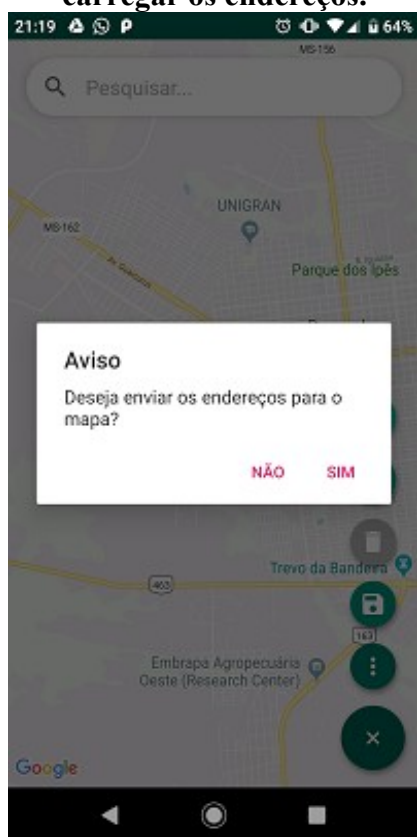 carregar os endereços.
21:19
64%
MS-156
Pesquisar...
UNIGRAN
MS-162
Parque dos Ipês
Aviso
Deseja enviar os endereços para o
mapa?
NÃO SIM
Trevo da Bandeira
463
163
Embrapa Agropecuária
Oeste (Research Center)
Google